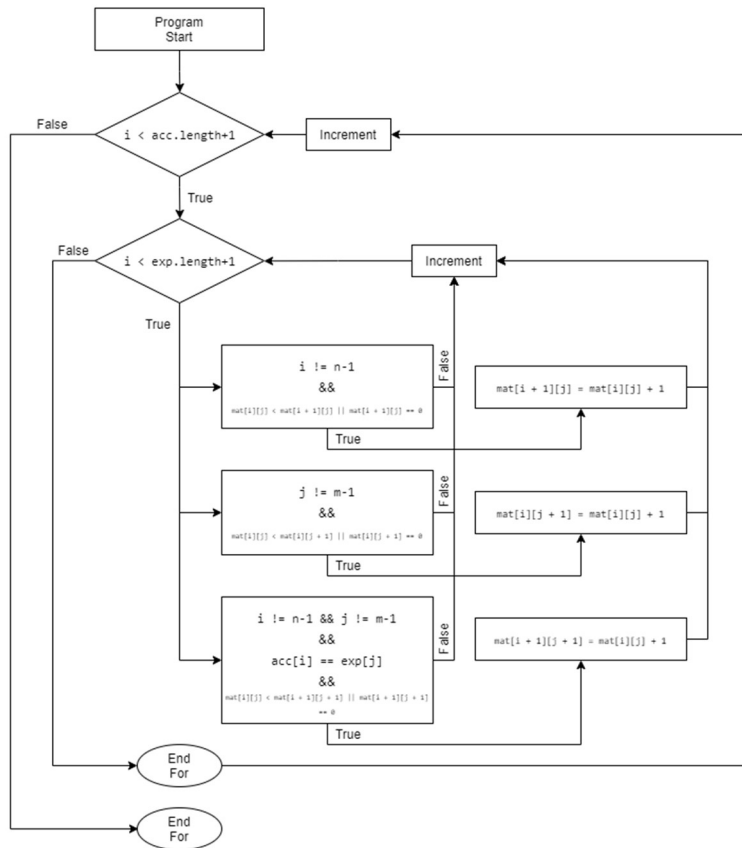 Program
Start
False
i < acc.length+1
Increment
True
False
i < exp.length+1
Increment
True
i != n-1
&&
mat[i][j] < mat[i + 1][j] || mat[i + 1][j] == 0
False
mat[i + 1][j] = mat[i][j] + 1
True
j != m-1
&&
mat[i][j] < mat[i][j + 1] || mat[i][j + 1] == 0
False
mat[i][j + 1] = mat[i][j] + 1
True
i != n-1 && j != m-1
&&
acc[i] == exp[j]
&&
mat[i][j] < mat[i + 1][j + 1] || mat[i + 1][j + 1]
== 0
False
mat[i + 1][j + 1] = mat[i][j] + 1
True
End
For
End
For